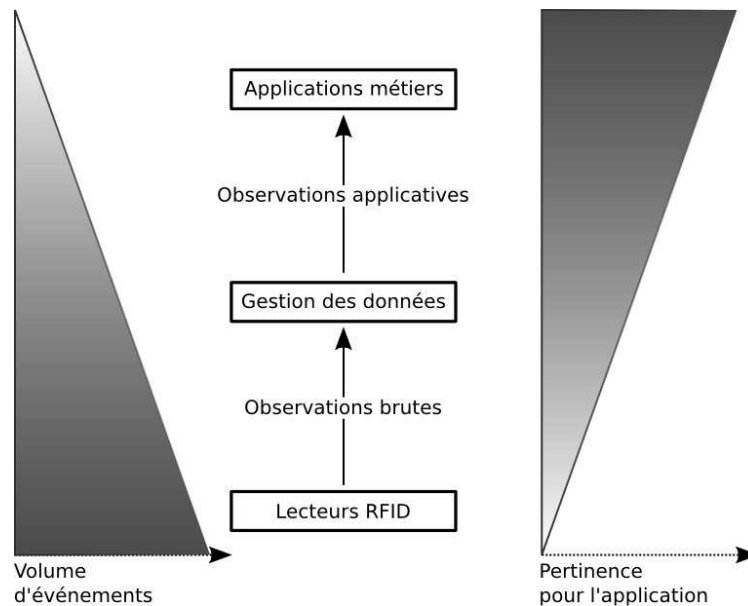 Applications métiers
Observations applicatives
Gestion des données
Observations brutes
Lecteurs RFID
Volume
d'événements
Pertinence
pour l'application